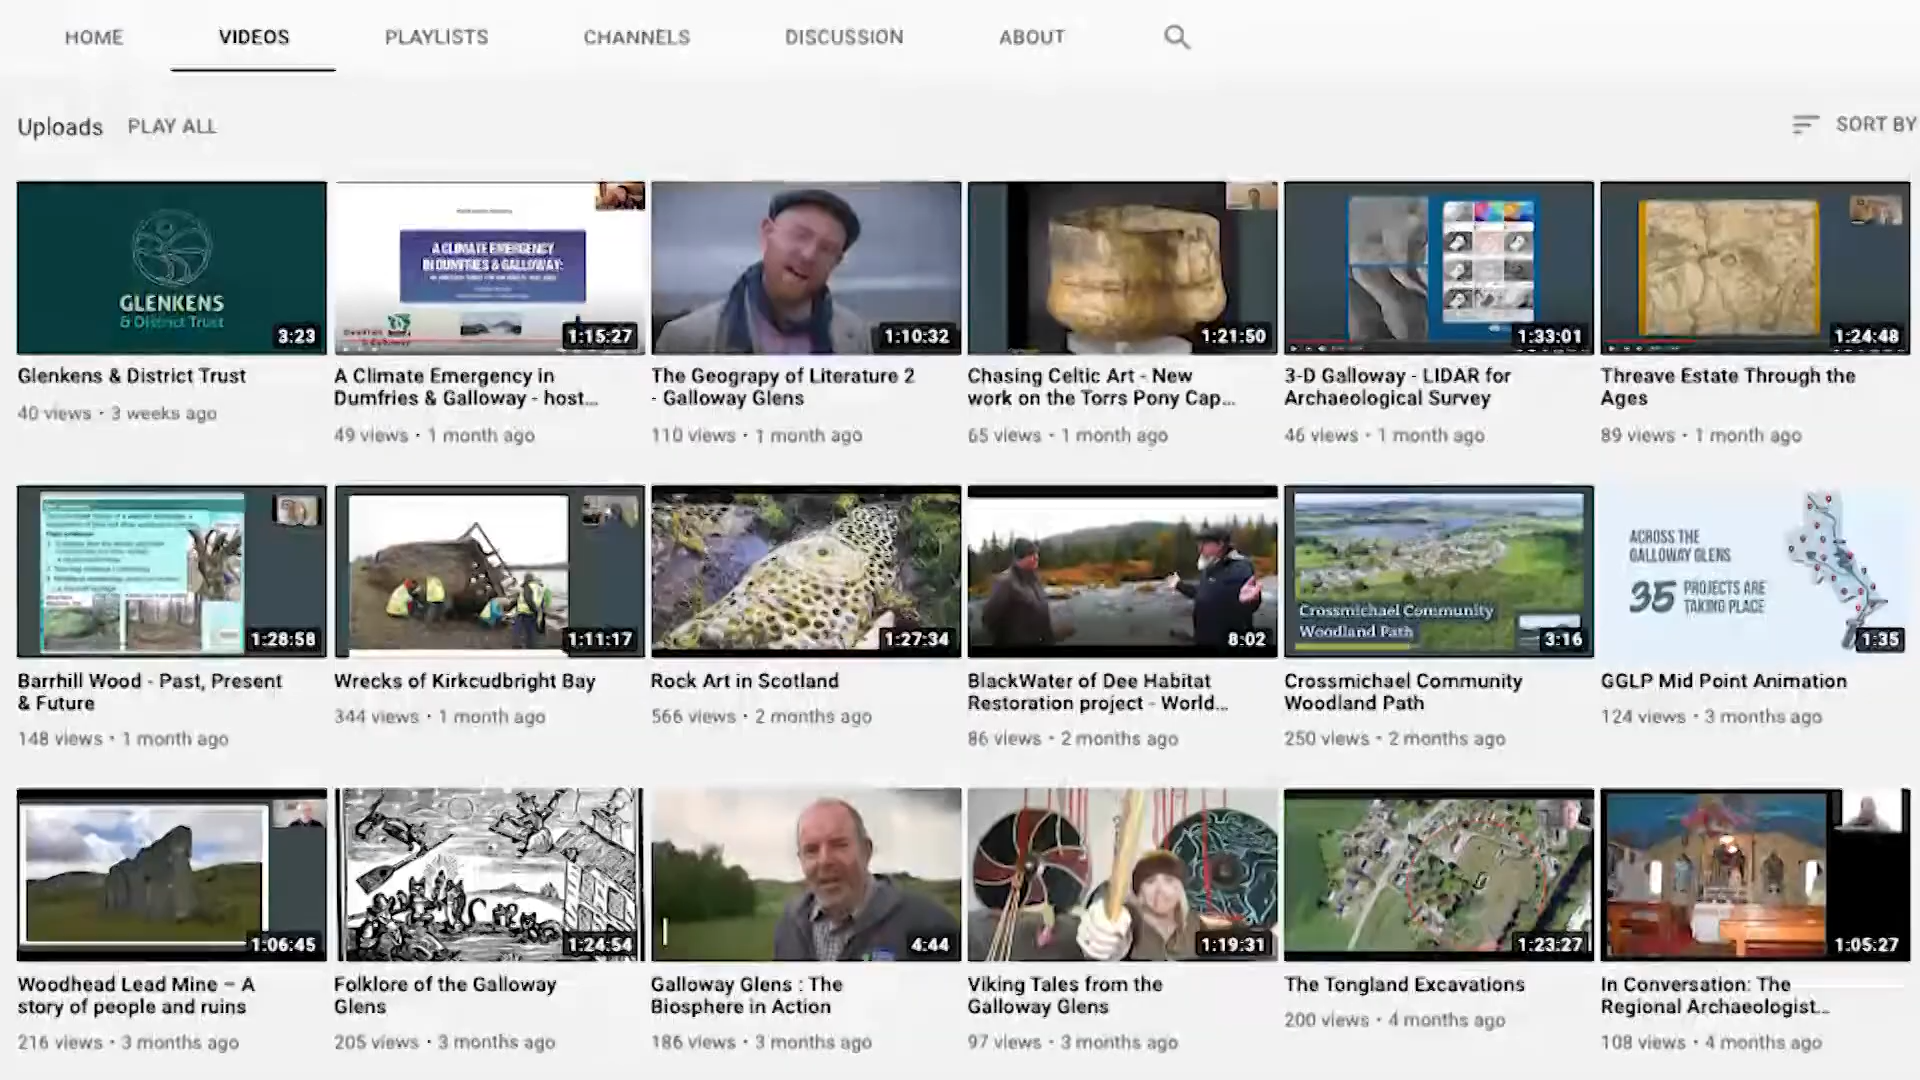 HOME VIDEOS PLAYLISTS CHANNELS DISCUSSION ABOUT
Uploads PLAY ALL
SORT BY
GLENKENS
& District Trust
3:23
Glenkens & District Trust
40 views • 3 weeks ago
A CLIMATE EMERGENCY
IN DUMFRIES & GALLOWAY:
1:15:27
A Climate Emergency in
Dumfries & Galloway - host...
49 views • 1 month ago
1:10:32
The Geograpy of Literature 2
- Galloway Glens
110 views • 1 month ago
1:21:50
Chasing Celtic Art - New
work on the Torrs Pony Cap...
65 views • 1 month ago
1:33:01
3-D Galloway - LIDAR for
Archaeological Survey
46 views • 1 month ago
1:24:48
Threave Estate Through the
Ages
89 views • 1 month ago
1:28:58
Barrhill Wood - Past, Present
& Future
148 views • 1 month ago
1:11:17
Wrecks of Kirkcudbright Bay
344 views • 1 month ago
1:27:34
Rock Art in Scotland
566 views • 2 months ago
8:02
BlackWater of Dee Habitat
Restoration project - World...
86 views • 2 months ago
Crossmichael Community
Woodland Path
3:16
Crossmichael Community
Woodland Path
250 views • 2 months ago
ACROSS THE
GALLOWAY GLENS
35 PROJECTS ARE
TAKING PLACE
1:35
GGLP Mid Point Animation
124 views • 3 months ago
1:06:45
Woodhead Lead Mine – A
story of people and ruins
216 views • 3 months ago
1:24:54
Folklore of the Galloway
Glens
205 views • 3 months ago
4:44
Galloway Glens : The
Biosphere in Action
186 views • 3 months ago
1:19:31
Viking Tales from the
Galloway Glens
97 views • 3 months ago
1:23:27
The Tongland Excavations
200 views • 4 months ago
1:05:27
In Conversation: The
Regional Archaeologist...
108 views • 4 months ago